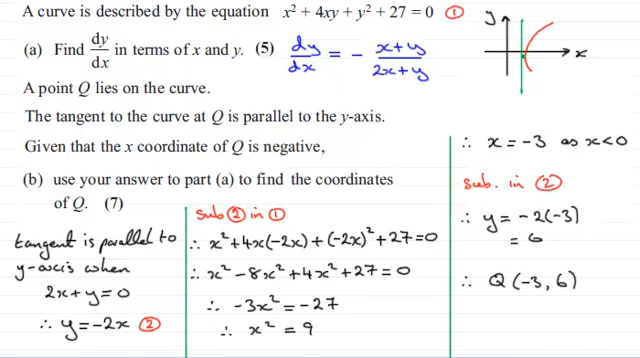 A curve is described by the equation x² + 4xy + y² + 27 = 0 ①
(a) Find dy/dx in terms of x and y. (5) dy/dx = - x+y/2x+y
A point Q lies on the curve.
The tangent to the curve at Q is parallel to the y-axis.
Given that the x coordinate of Q is negative,
(b) use your answer to part (a) to find the coordinates
of Q. (7)
tangent is parallel to
y-axis when
2x + y = 0
∴ y = -2x ②
sub ② in ①
∴ x² + 4x(-2x) + (-2x)² + 27 = 0
∴ x² - 8x² + 4x² + 27 = 0
∴ -3x² = -27
∴ x² = 9
y
x
∴ x = -3 as x < 0
sub. in ②
∴ y = -2(-3)
= 6
∴ Q (-3, 6)